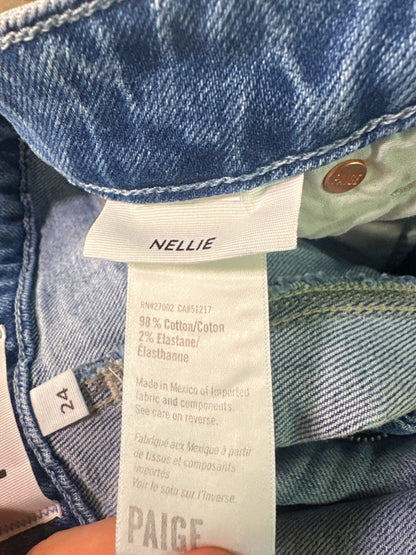 PAIGE
NELLIE
RN#27002 CA#51217
98% Cotton/Coton
2% Elastane/
Élasthanne
Made in Mexico of Imported
fabric and components.
See care on reverse.
Fabriqué aux Mexique à partir
de tissus et composants
importés
Voir le soin sur l'inverse.
PAIGE
24